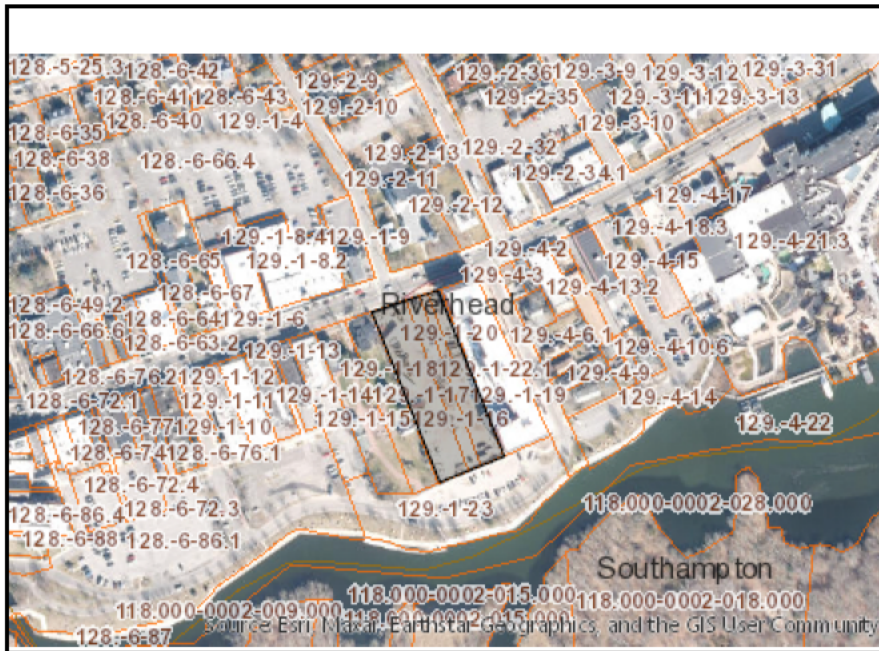 128.-5-25.3 128.-6-42 129.-2-9 129.-2-36 129.-3-9 129.-3-12 129.-3-31
128.-6-41.1 128.-6-43 129.-2-10 129.-2-35 129.-3-11 129.-3-13
128.-6-35 128.-6-40 129.-1-4 129.-3-10
128.-6-38 128.-6-66.4 129.-2-13 129.-2-32
128.-6-36 129.-2-11 129.-2-34.1 129.-4-17
129.-2-12
129.-1-8.4 129.-1-9 129.-4-2 129.-4-18.3 129.-4-21.3
128.-6-65 129.-1-8.2 129.-4-3 129.-4-15
128.-6-49.2 128.-6-67 Riverhead 129.-4-13.2
128.-6-66.6 128.-6-64 129.-1-6 129.-1-20 129.-4-6.1
128.-6-63.2 129.-1-13 129.-4-10.6
128.-6-76.2 129.-1-12 129.-1-18 129.-1-22.1 129.-4-9
128.-6-72.1 129.-1-11 129.-1-14 129.-1-17 129.-1-19 129.-4-14
128.-6-77 129.-1-10 129.-1-15 129.-1-16 129.-4-22
128.-6-74 128.-6-76.1
128.-6-72.4
128.-6-86.4 128.-6-72.3 129.-1-23 118.000-0002-028.000
128.-6-88 128.-6-86.1
Southampton
118.000-0002-009.000 118.000-0002-015.000 118.000-0002-018.000
128.-6-87 Source: Esri, Maxar, Earthstar Geographics, and the GIS User Community